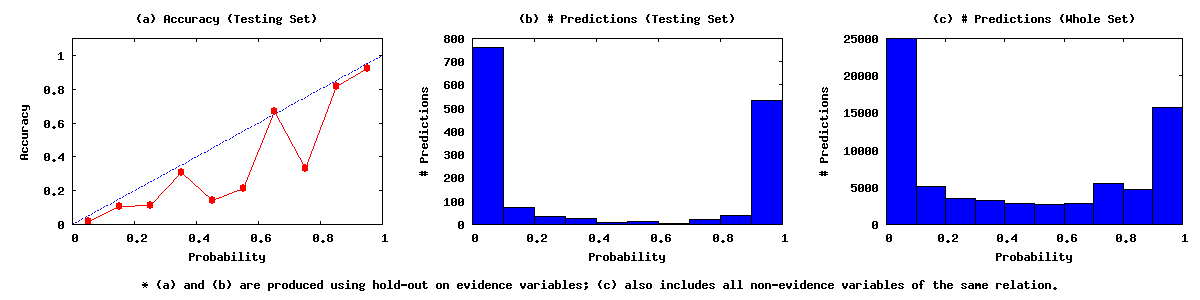 (a) Accuracy (Testing Set)
1
0.8
0.6
0.4
0.2
0
Accuracy
0 0.2 0.4 0.6 0.8 1
Probability
(b) # Predictions (Testing Set)
800
700
600
500
400
300
200
100
0
# Predictions
0 0.2 0.4 0.6 0.8 1
Probability
(c) # Predictions (Whole Set)
25000
20000
15000
10000
5000
0
# Predictions
0 0.2 0.4 0.6 0.8 1
Probability
* (a) and (b) are produced using hold-out on evidence variables; (c) also includes all non-evidence variables of the same relation.